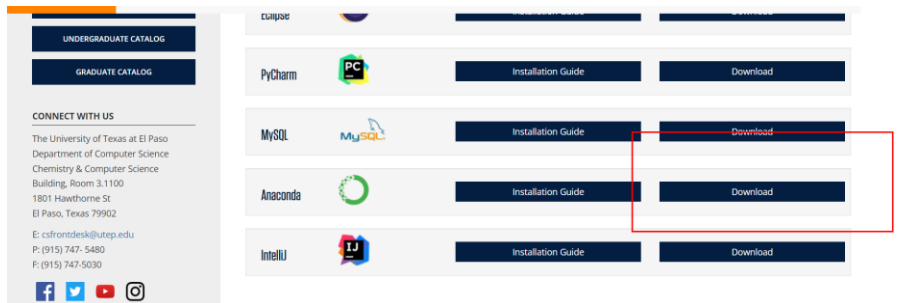 UNDERGRADUATE CATALOG
GRADUATE CATALOG
CONNECT WITH US
The University of Texas at El Paso
Department of Computer Science
Chemistry & Computer Science
Building, Room 3.1100
1801 Hawthorne St
El Paso, Texas 79902
E: csfrontdesk@utep.edu
P: (915) 747- 5480
F: (915) 747-5030
Eclipse Installation Guide Download
PyCharm PC Installation Guide Download
MySQL MySQL Installation Guide Download
Anaconda Installation Guide Download
IntelliJ IJ Installation Guide Download